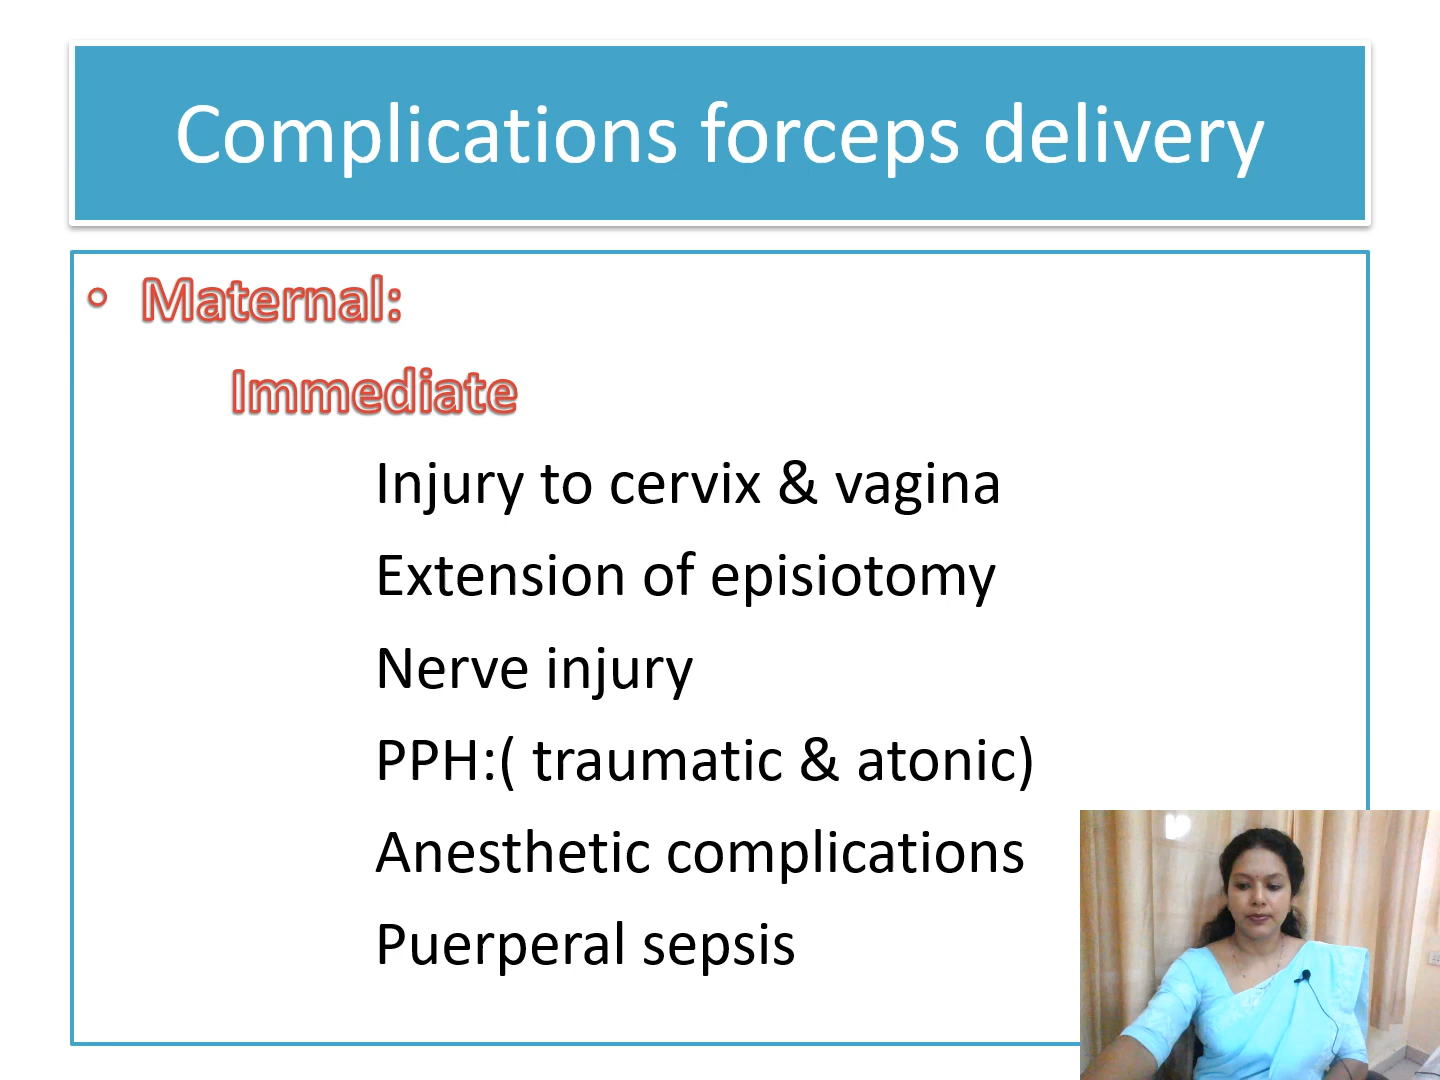 Complications forceps delivery
• Maternal:
Immediate
Injury to cervix & vagina
Extension of episiotomy
Nerve injury
PPH:( traumatic & atonic)
Anesthetic complications
Puerperal sepsis